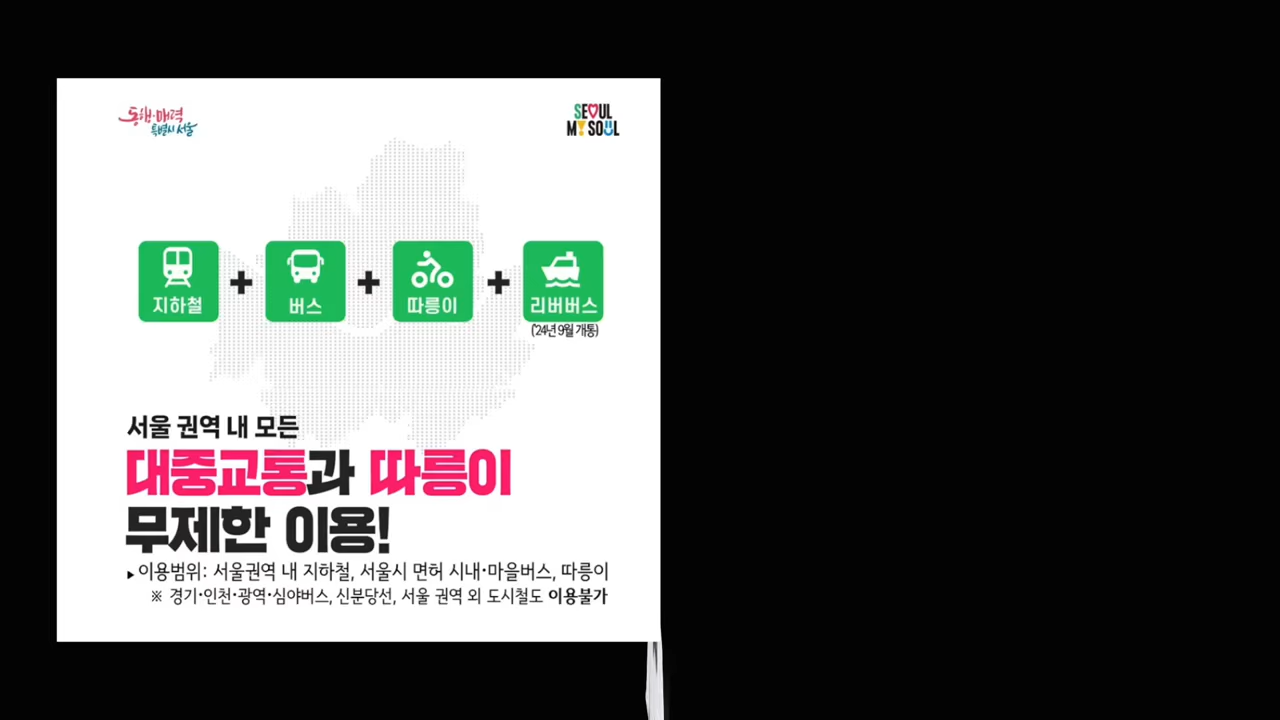 동행·매력
특별시 서울
SEOUL
MY SOUL
지하철 + 버스 + 따릉이 + 리버버스
('24년 9월 개통)
서울 권역 내 모든
대중교통과 따릉이
무제한 이용!
▸이용범위: 서울권역 내 지하철, 서울시 면허 시내·마을버스, 따릉이
※ 경기·인천·광역·심야버스, 신분당선, 서울 권역 외 도시철도 이용불가